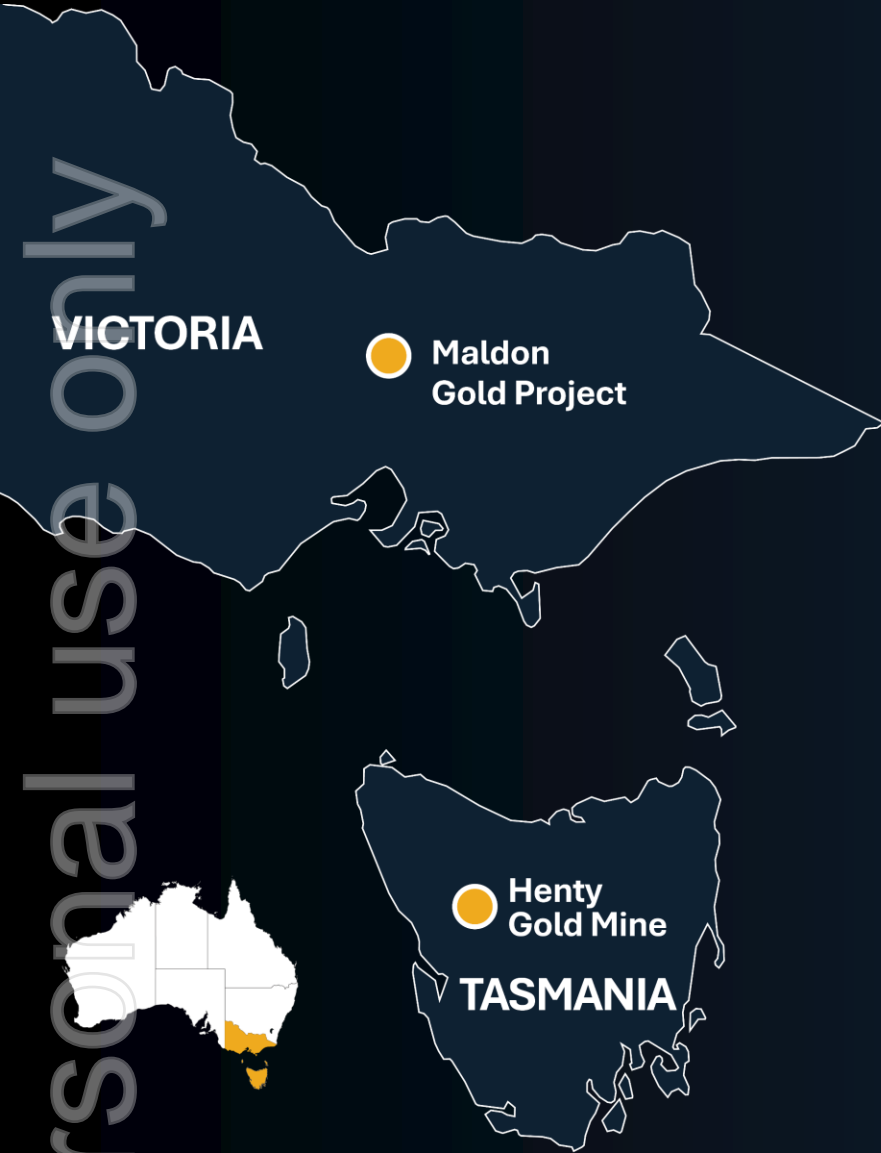 VICTORIA
Maldon
Gold Project
Henty
Gold Mine
TASMANIA
rsonal use only